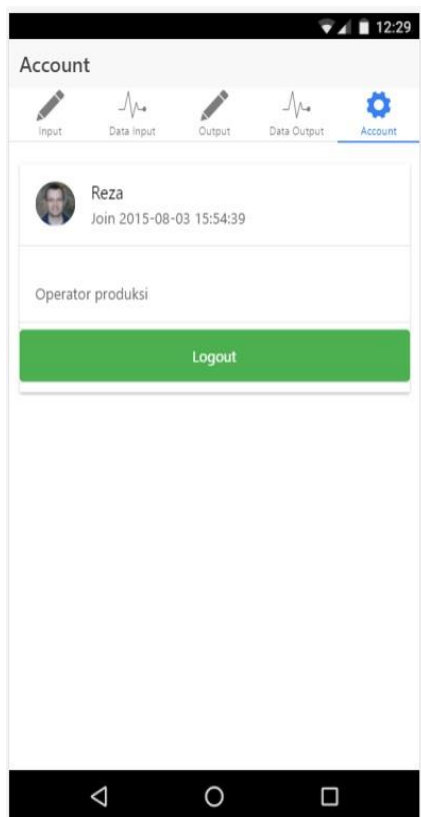 12:29
Account
Input Data Input Output Data Output Account
Reza
Join 2015-08-03 15:54:39
Operator produksi
Logout